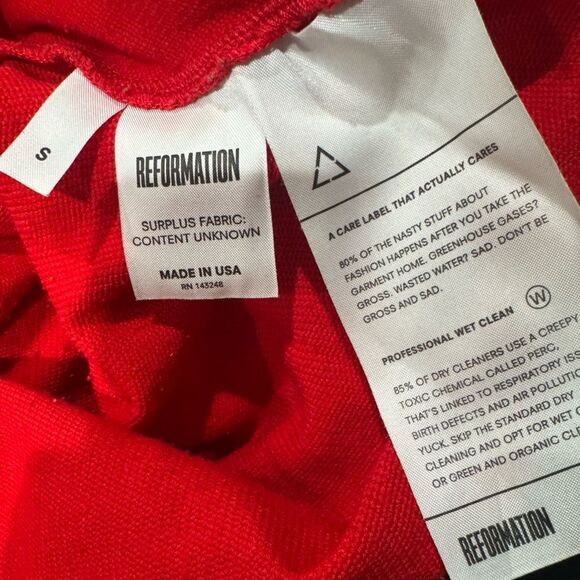 S
REFORMATION
SURPLUS FABRIC:
CONTENT UNKNOWN
MADE IN USA
RN 143248
A CARE LABEL THAT ACTUALLY CARES
80% OF THE NASTY STUFF ABOUT
FASHION HAPPENS AFTER YOU TAKE THE
GARMENT HOME. GREENHOUSE GASES?
GROSS. WASTED WATER? SAD. DON'T BE
GROSS AND SAD.
PROFESSIONAL WET CLEAN W
85% OF DRY CLEANERS USE A CREEPY
TOXIC CHEMICAL CALLED PERC.
THAT'S LINKED TO RESPIRATORY
BIRTH DEFECTS AND AIR
YUCK. SKIP THE STANDARD DRY
CLEANING AND OPT FOR WET
OR GREEN AND ORGANIC
REFORMATION